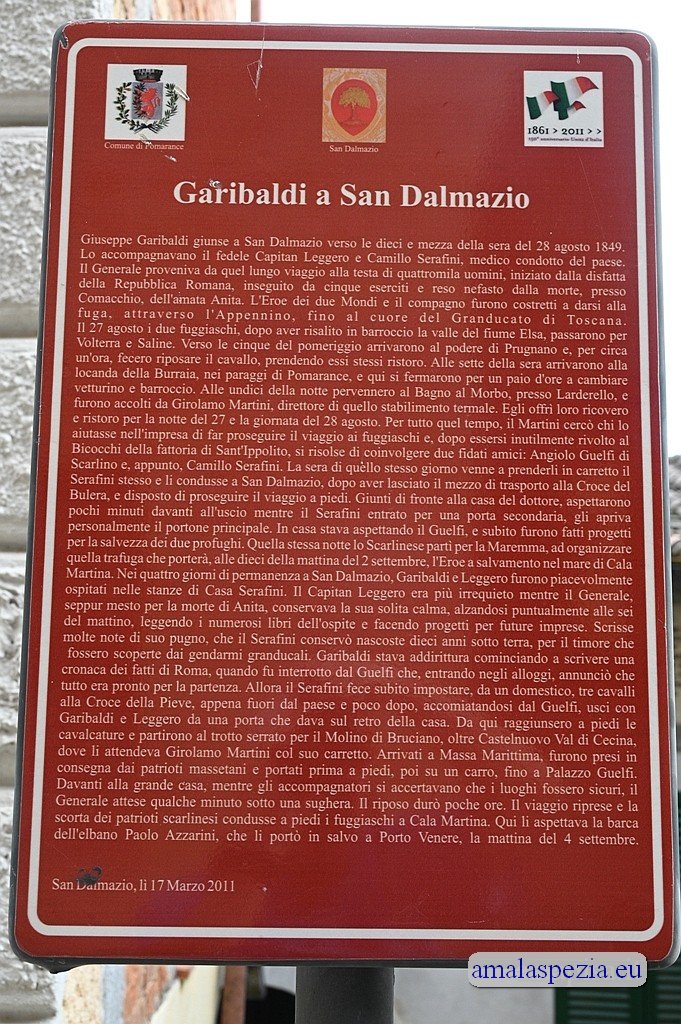 Comune di Pomarance
San Dalmazio
1861 > 2011 > >
150° anniversario Unità d'Italia
Garibaldi a San Dalmazio
Giuseppe Garibaldi giunse a San Dalmazio verso le dieci e mezza della sera del 28 agosto 1849.
Lo accompagnavano il fedele Capitan Leggero e Camillo Serafini, medico condotto del paese.
Il Generale proveniva da quel lungo viaggio alla testa di quattromila uomini, iniziato dalla disfatta
della Repubblica Romana, inseguito da cinque eserciti e reso nefasto dalla morte, presso
Comacchio, dell'amata Anita. L'Eroe dei due Mondi e il compagno furono costretti a darsi alla
fuga, attraverso l'Appennino, fino al cuore del Granducato di Toscana.
Il 27 agosto i due fuggiaschi, dopo aver risalito in barroccio la valle del fiume Elsa, passarono per
Volterra e Saline. Verso le cinque del pomeriggio arrivarono al podere di Prugnano e, per circa
un'ora, fecero riposare il cavallo, prendendo essi stessi ristoro. Alle sette della sera arrivarono alla
locanda della Burraia, nei paraggi di Pomarance, e qui si fermarono per un paio d'ore a cambiare
vetturino e barroccio. Alle undici della notte pervennero al Bagno al Morbo, presso Larderello, e
furono accolti da Girolamo Martini, direttore di quello stabilimento termale. Egli offrì loro ricovero
e ristoro per la notte del 27 e la giornata del 28 agosto. Per tutto quel tempo, il Martini cercò chi lo
aiutasse nell'impresa di far proseguire il viaggio ai fuggiaschi e, dopo essersi inutilmente rivolto al
Bicocchi della fattoria di Sant'Ippolito, si risolse di coinvolgere due fidati amici: Angiolo Guelfi di
Scarlino e, appunto, Camillo Serafini. La sera di quèllo stesso giorno venne a prenderli in carretto il
Serafini stesso e li condusse a San Dalmazio, dopo aver lasciato il mezzo di trasporto alla Croce del
Bulera, e disposto di proseguire il viaggio a piedi. Giunti di fronte alla casa del dottore, aspettarono
pochi minuti davanti all'uscio mentre il Serafini entrato per una porta secondaria, gli apriva
personalmente il portone principale. In casa stava aspettando il Guelfi, e subito furono fatti progetti
per la salvezza dei due profughi. Quella stessa notte lo Scarlinese partì per la Maremma, ad organizzare
quella trafuga che porterà, alle dieci della mattina del 2 settembre, l'Eroe a salvamento nel mare di Cala
Martina. Nei quattro giorni di permanenza a San Dalmazio, Garibaldi e Leggero furono piacevolmente
ospitati nelle stanze di Casa Serafini. Il Capitan Leggero era più irrequieto mentre il Generale,
seppur mesto per la morte di Anita, conservava la sua solita calma, alzandosi puntualmente alle sei
del mattino, leggendo i numerosi libri dell'ospite e facendo progetti per future imprese. Scrisse
molte note di suo pugno, che il Serafini conservò nascoste dieci anni sotto terra, per il timore che
fossero scoperte dai gendarmi granducali. Garibaldi stava addirittura cominciando a scrivere una
cronaca dei fatti di Roma, quando fu interrotto dal Guelfi che, entrando negli alloggi, annunciò che
tutto era pronto per la partenza. Allora il Serafini fece subito impostare, da un domestico, tre cavalli
alla Croce della Pieve, appena fuori dal paese e poco dopo, accomiatandosi dal Guelfi, uscì con
Garibaldi e Leggero da una porta che dava sul retro della casa. Da qui raggiunsero a piedi le
cavalcature e partirono al trotto serrato per il Molino di Bruciano, oltre Castelnuovo Val di Cecina,
dove li attendeva Girolamo Martini col suo carretto. Arrivati a Massa Marittima, furono presi in
consegna dai patrioti massetani e portati prima a piedi, poi su un carro, fino a Palazzo Guelfi.
Davanti alla grande casa, mentre gli accompagnatori si accertavano che i luoghi fossero sicuri, il
Generale attese qualche minuto sotto una sughera. Il riposo durò poche ore. Il viaggio riprese e la
scorta dei patrioti scarlinesi condusse a piedi i fuggiaschi a Cala Martina. Qui li aspettava la barca
dell'elbano Paolo Azzarini, che li portò in salvo a Porto Venere, la mattina del 4 settembre.
San Dalmazio, lì 17 Marzo 2011
amalaspezia.eu